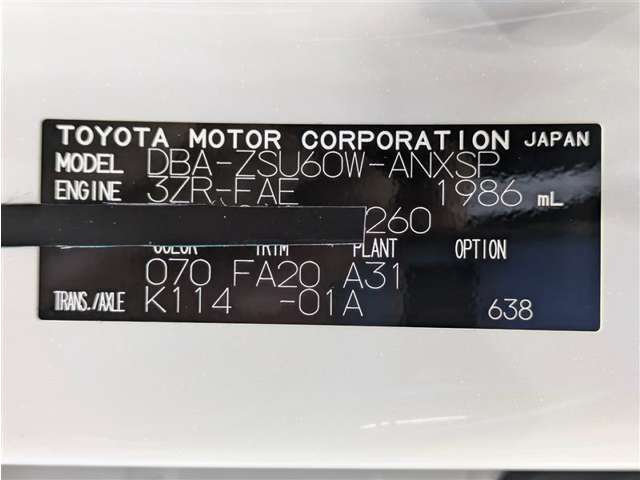 TOYOTA MOTOR CORPORATION JAPAN
MODEL DBA-ZSU60W-ANXSP
ENGINE 3ZR-FAE 1986 mL
260
COLOR TRIM PLANT OPTION
070 FA20 A31
TRANS./AXLE K114 -01A 638